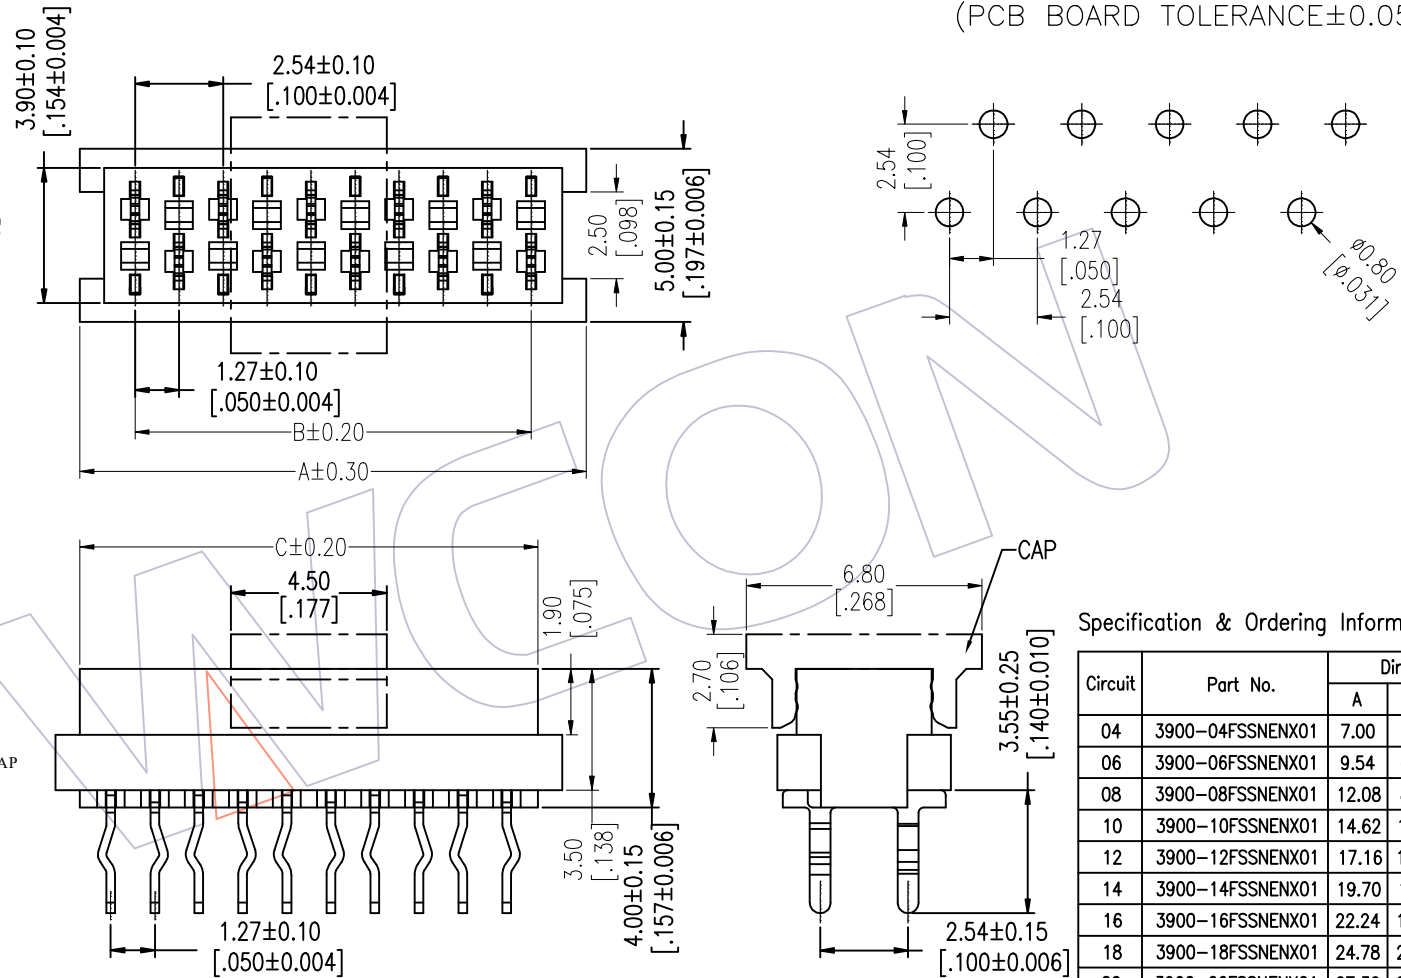 (PCB BOARD TOLERANCE±0.05
3.90±0.10
[.154±0.004]
2.54±0.10
[.100±0.004]
2.50
[.098]
5.00±0.15
[.197±0.006]
1.27±0.10
[.050±0.004]
B±0.20
A±0.30
2.54
[.100]
1.27
[.050]
2.54
[.100]
ø0.80
[ø.031]
WCON
C±0.20
4.50
[.177]
1.90
[.075]
3.50
[.138]
4.00±0.15
[.157±0.006]
1.27±0.10
[.050±0.004]
AP
CAP
6.80
[.268]
2.70
[.106]
3.55±0.25
[.140±0.010]
2.54±0.15
[.100±0.006]
Specification & Ordering Inform
Circuit Part No. Dim
A
04 3900-04FSSNENX01 7.00
06 3900-06FSSNENX01 9.54
08 3900-08FSSNENX01 12.08
10 3900-10FSSNENX01 14.62 1
12 3900-12FSSNENX01 17.16 1
14 3900-14FSSNENX01 19.70
16 3900-16FSSNENX01 22.24 1
18 3900-18FSSNENX01 24.78 2